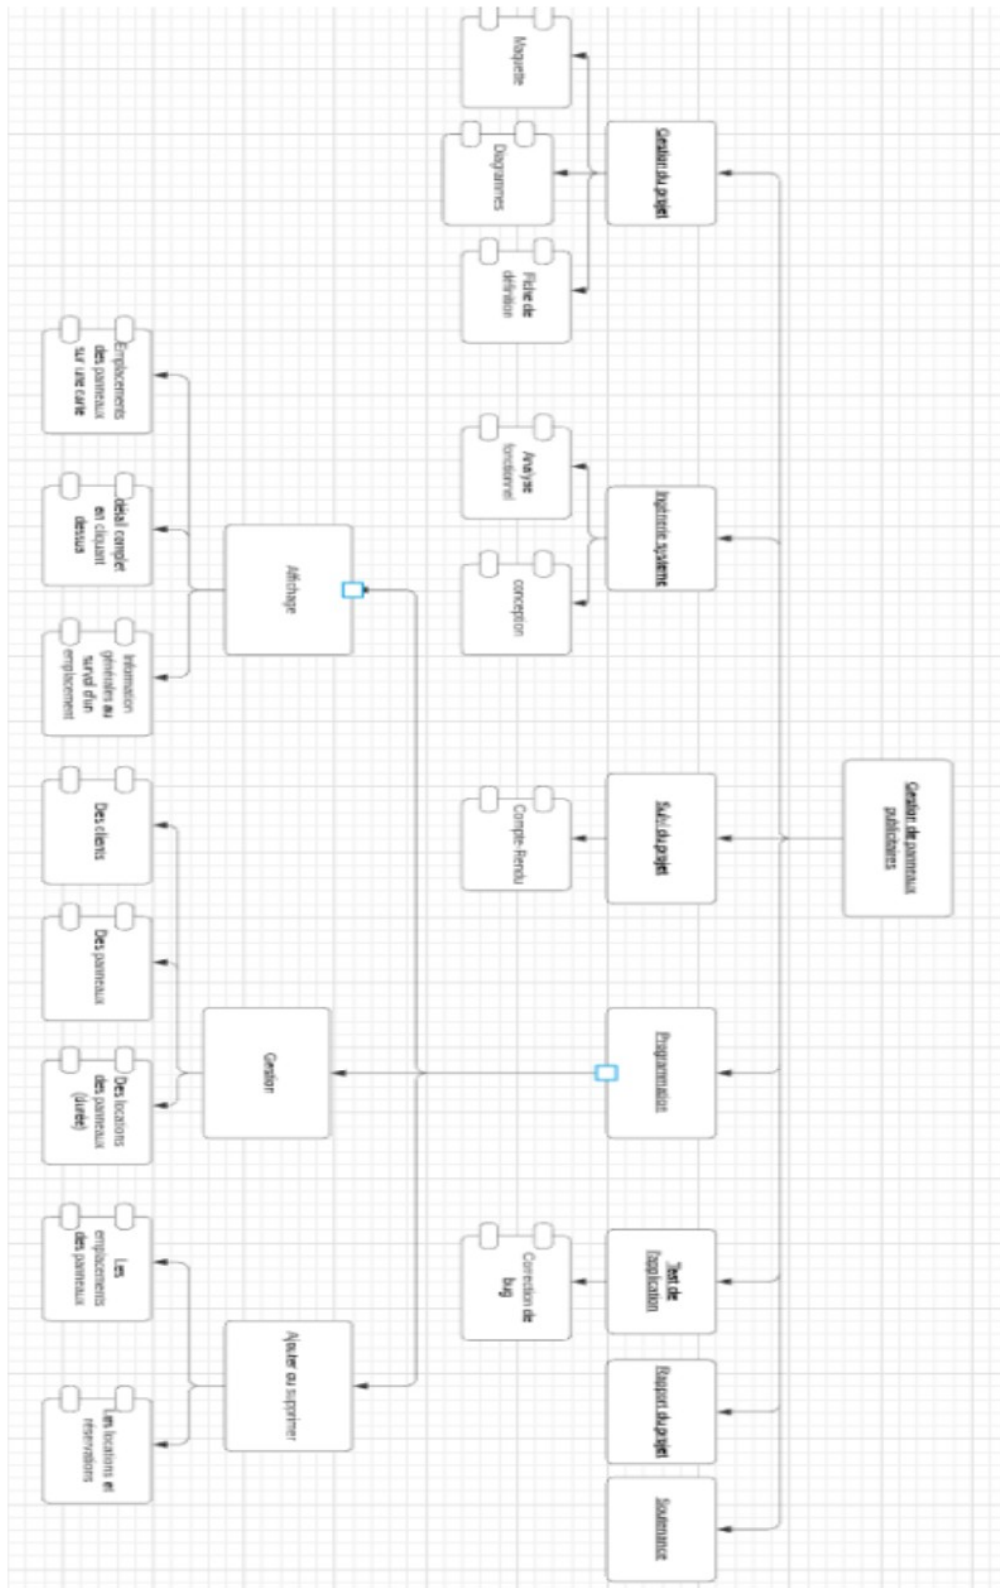 Gestion de panneaux
publicitaires
Gestion du projet
Ingénierie systeme
Suivi du projet
Programmation
Test de
l'application
Rapport du projet
Soutenance
Maquette
Diagrammes
Fiche de
définition
Analyse
fonctionnel
conception
Compte-Rendu
Correction de
bug
Affichage
Gestion
Ajouter ou supprimer
Emplacements
des panneaux
sur une carte
complet
en cliquant
dessus
Information
générales au
survol d'un
emplacement
Des clients
Des panneaux
Des locations
des panneaux
(durée)
Les
emplacements
des panneaux
Les locations et
réservations